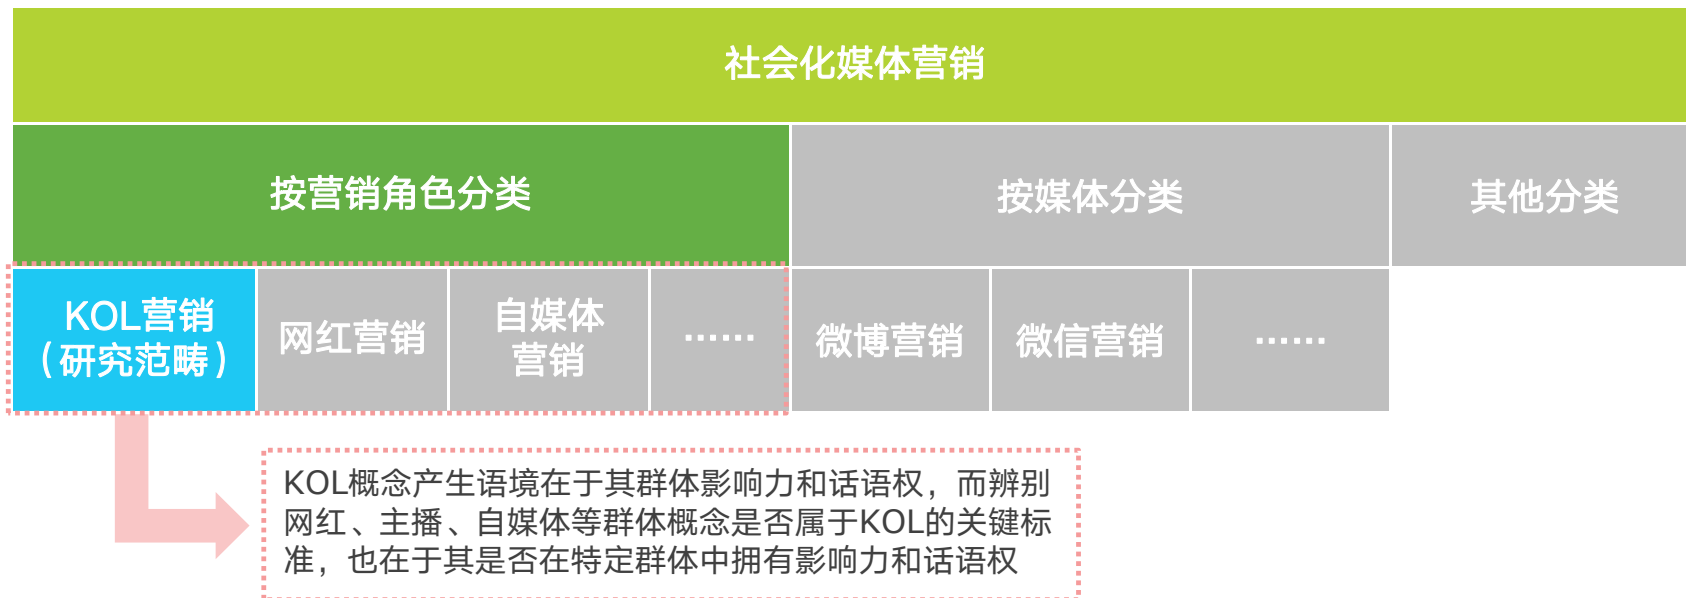 社会化媒体营销
按营销角色分类
按媒体分类
其他分类
KOL营销
（研究范畴）
网红营销
自媒体
营销
……
微博营销
微信营销
……
KOL概念产生语境在于其群体影响力和话语权，而辨别
网红、主播、自媒体等群体概念是否属于KOL的关键标
准，也在于其是否在特定群体中拥有影响力和话语权